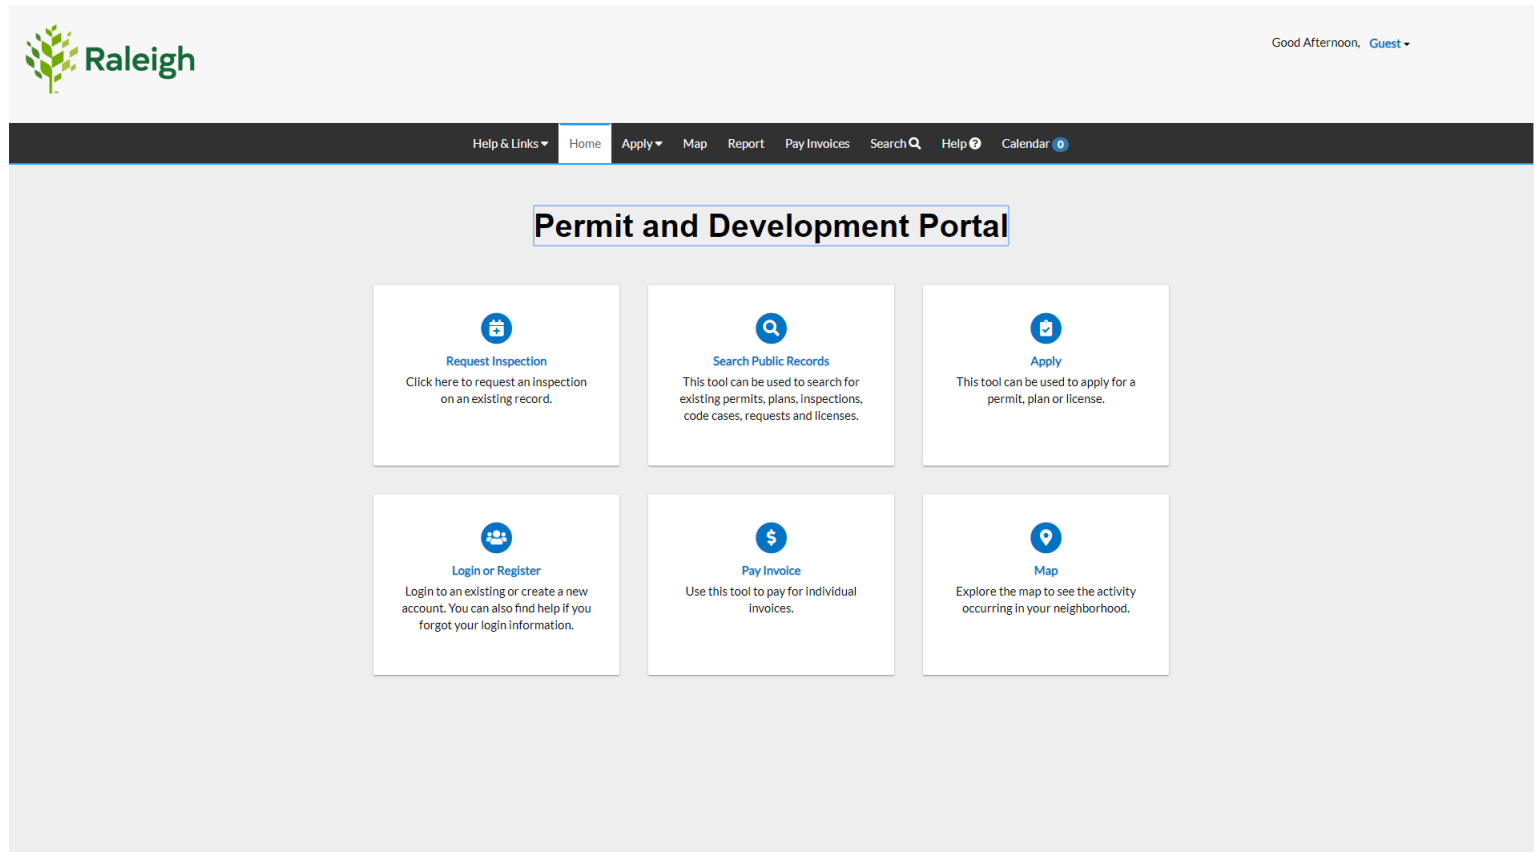 Raleigh
Good Afternoon, Guest
Help & Links Home Apply Map Report Pay Invoices Search Help Calendar 0
Permit and Development Portal
Request Inspection
Click here to request an inspection
on an existing record.
Search Public Records
This tool can be used to search for
existing permits, plans, inspections,
code cases, requests and licenses.
Apply
This tool can be used to apply for a
permit, plan or license.
Login or Register
Login to an existing or create a new
account. You can also find help if you
forgot your login information.
Pay Invoice
Use this tool to pay for individual
invoices.
Map
Explore the map to see the activity
occurring in your neighborhood.